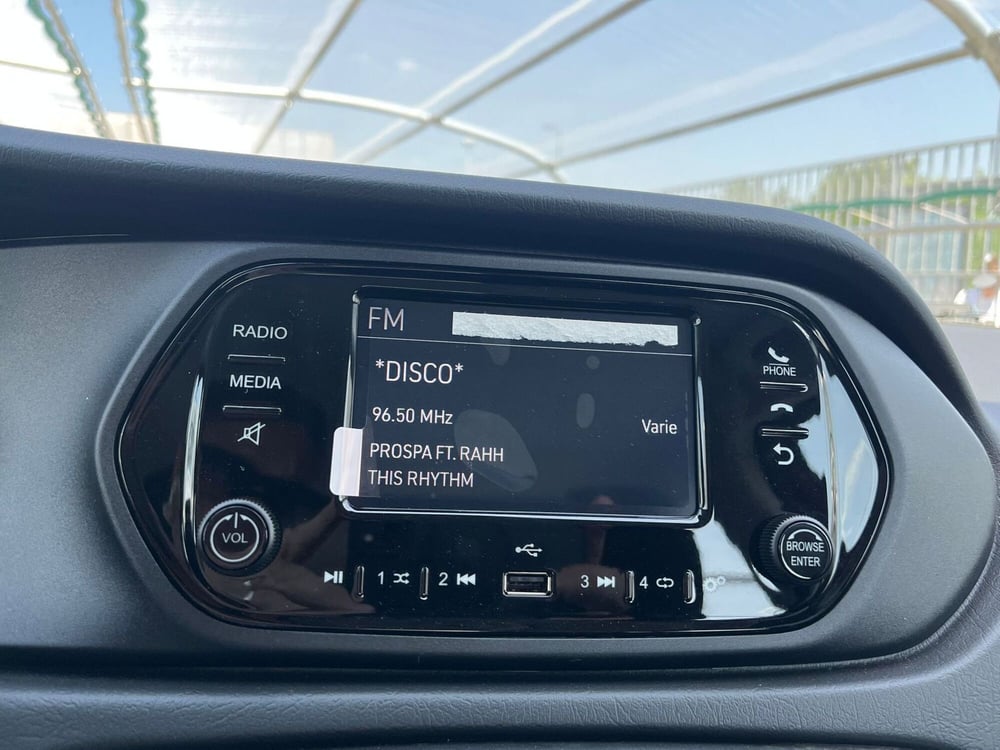 RADIO
MEDIA
VOL
FM
*DISCO*
96.50 MHz
Varie
PROSPA FT. RAHH
THIS RHYTHM
PHONE
BROWSE
ENTER
1
2
3
4